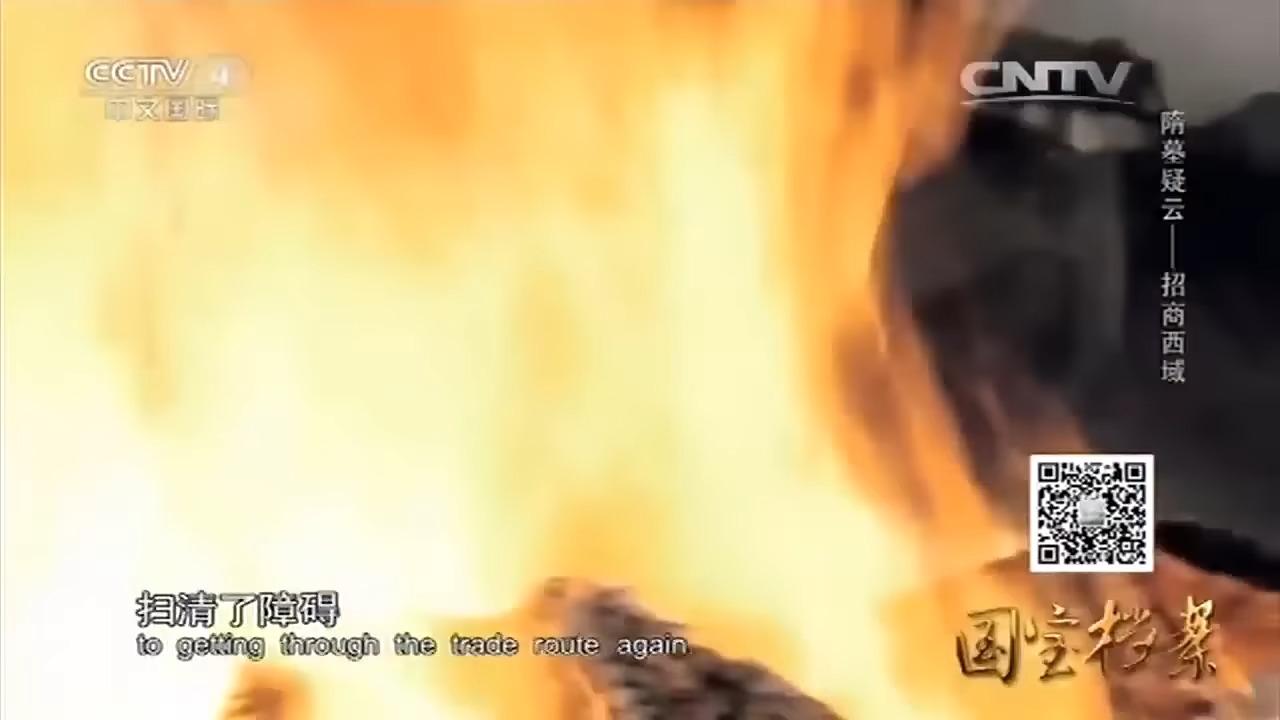 CCTV 4
中文国际
CNTV
隋墓疑云——招商西域
扫清了障碍
to getting through the trade route again
国宝档案